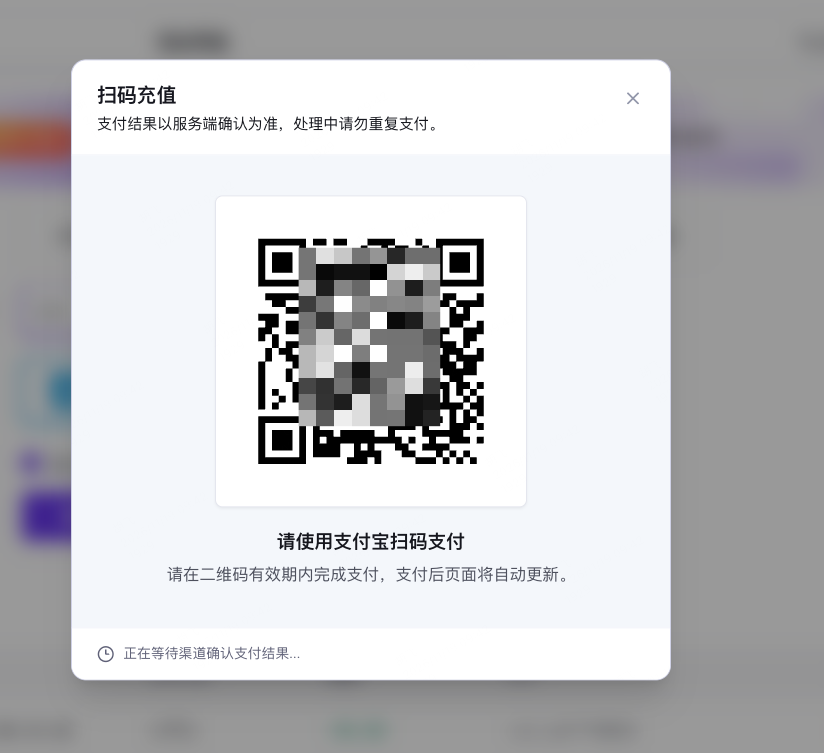 扫码充值
支付结果以服务端确认为准，处理中请勿重复支付。
请使用支付宝扫码支付
请在二维码有效期内完成支付，支付后页面将自动更新。
正在等待渠道确认支付结果...